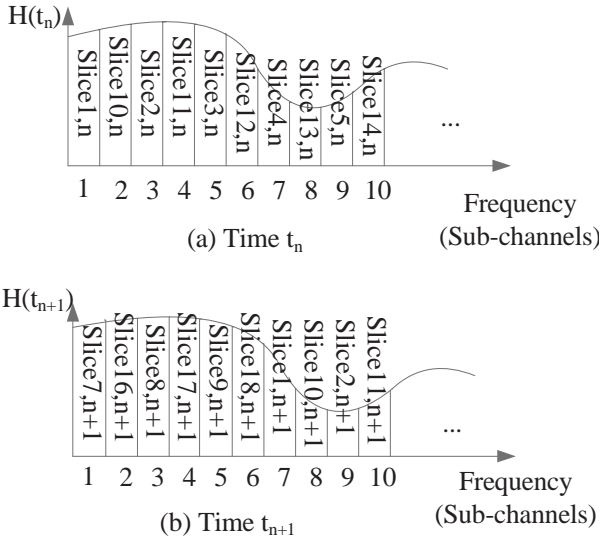 H(tn)
Slice1,n
Slice10,n
Slice2,n
Slice11,n
Slice3,n
Slice12,n
Slice4,n
Slice13,n
Slice5,n
Slice14,n
...
1 2 3 4 5 6 7 8 9 10
Frequency
(Sub-channels)
(a) Time tn
H(tn+1)
Slice7,n+1
Slice16,n+1
Slice8,n+1
Slice17,n+1
Slice9,n+1
Slice18,n+1
Slice1,n+1
Slice10,n+1
Slice2,n+1
Slice11,n+1
...
1 2 3 4 5 6 7 8 9 10
Frequency
(Sub-channels)
(b) Time tn+1